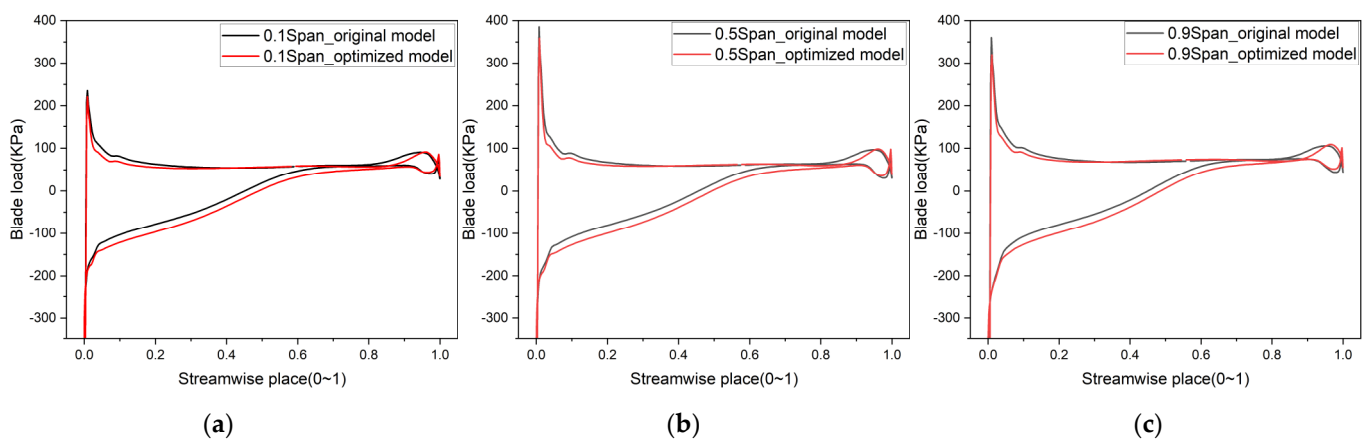 400
300
200
100
0
-100
-200
-300
Blade load(KPa)
0.1Span_original model
0.1Span_optimized model
0.0 0.2 0.4 0.6 0.8 1.0
Streamwise place(0~1)
(a)
400
300
200
100
0
-100
-200
-300
Blade load(KPa)
0.5Span_original model
0.5Span_optimized model
0.0 0.2 0.4 0.6 0.8 1.0
Streamwise place(0~1)
(b)
400
300
200
100
0
-100
-200
-300
Blade load(KPa)
0.9Span_original model
0.9Span_optimized model
0.0 0.2 0.4 0.6 0.8 1.0
Streamwise place(0~1)
(c)